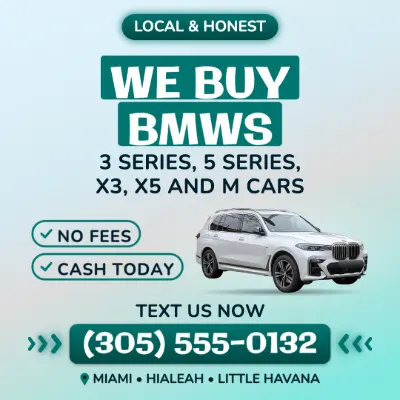 LOCAL & HONEST
WE BUY
BMWS
3 SERIES, 5 SERIES,
X3, X5 AND M CARS
NO FEES
CASH TODAY
TEXT US NOW
(305) 555-0132
MIAMI • HIALEAH • LITTLE HAVANA